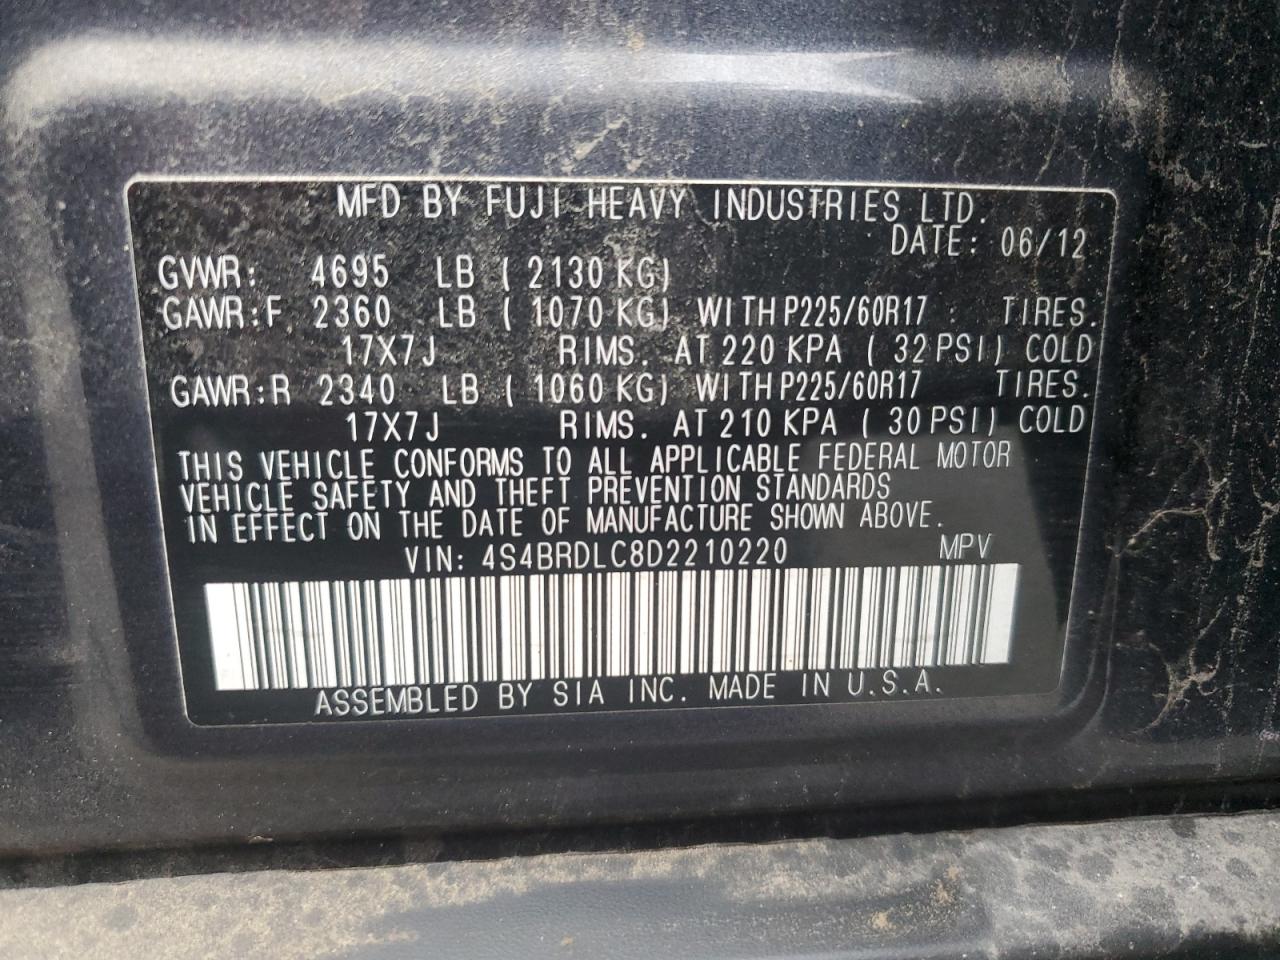 MFD BY FUJI HEAVY INDUSTRIES LTD.
DATE: 06/12
GVWR: 4695 LB ( 2130 KG)
GAWR:F 2360 LB ( 1070 KG) WITH P225/60R17 TIRES.
17X7J RIMS. AT 220 KPA ( 32 PSI) COLD
GAWR:R 2340 LB ( 1060 KG) WITH P225/60R17 TIRES.
17X7J RIMS. AT 210 KPA ( 30 PSI) COLD
THIS VEHICLE CONFORMS TO ALL APPLICABLE FEDERAL MOTOR
VEHICLE SAFETY AND THEFT PREVENTION STANDARDS
IN EFFECT ON THE DATE OF MANUFACTURE SHOWN ABOVE.
VIN: 4S4BRDLC8D2210220 MPV
ASSEMBLED BY SIA INC. MADE IN U.S.A.